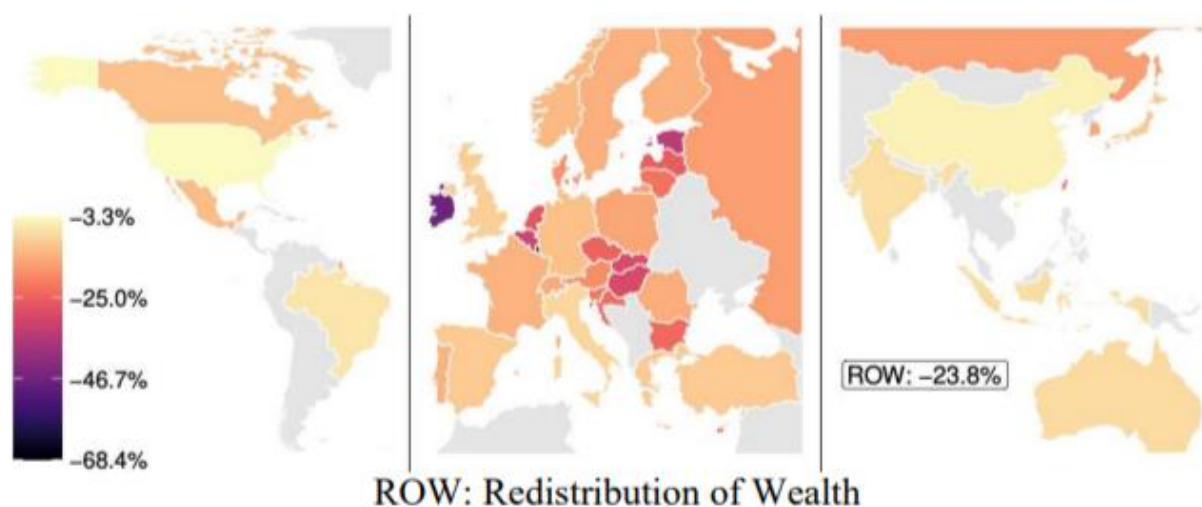 -3.3%
-25.0%
-46.7%
-68.4%
ROW: -23.8%
ROW: Redistribution of Wealth